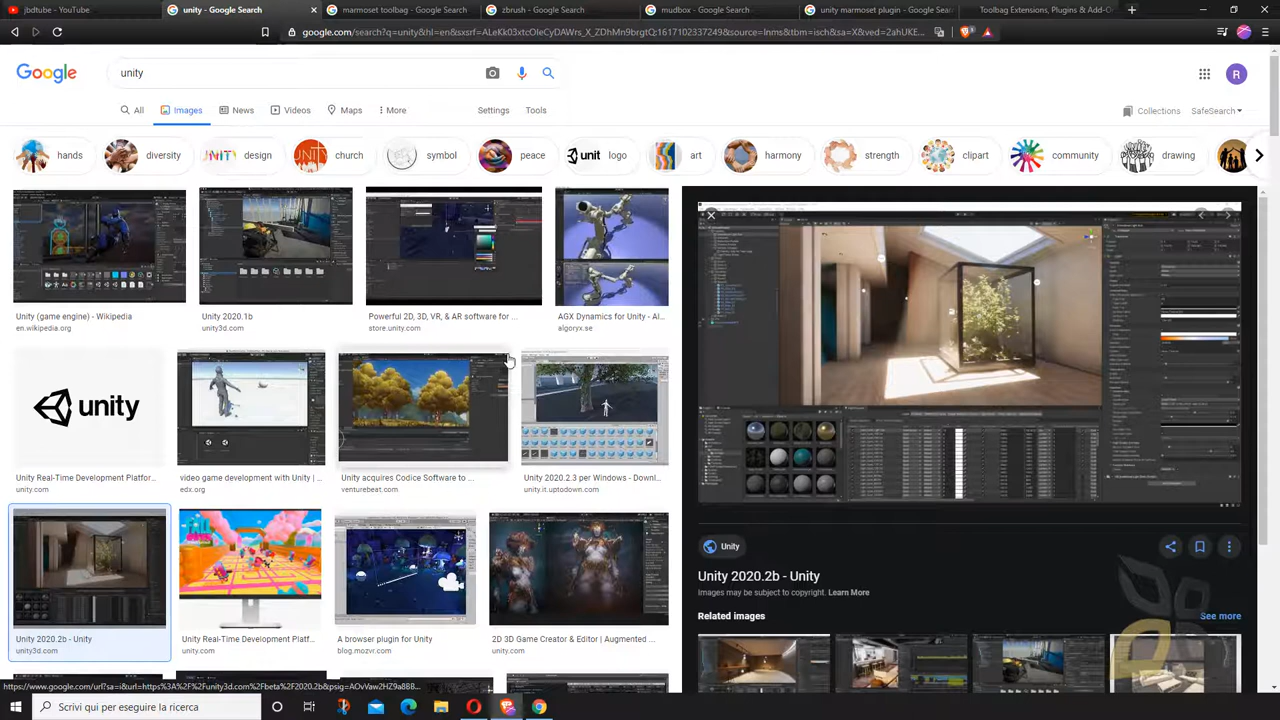 jbdtube - YouTube
unity - Google Search
marmoset toolbag - Google Search
zbrush - Google Search
mudbox - Google Search
unity marmoset plugin - Google Sear
Toolbag Extensions, Plugins & Add-O
google.com/search?q=unity&hl=en&sxsrf=ALeKk03xtcOleCyDAWrs_X_ZDhMn9brgtQ:1617102337249&source=lnms&tbm=isch&sa=X&ved=2ahUKE...
Google
unity
R
All
Images
News
Videos
Maps
More
Settings
Tools
Collections
SafeSearch
hands
diversity
design
church
symbol
peace
unit
logo
art
harmony
strength
clipart
community
drawing
Unity (game engine) - Wikipedia
en.wikipedia.org
Unity 2020.1b
unity3d.com
Powerful 2D, 3D, VR, & AR software for ...
store.unity.com
AGX Dynamics for Unity - Al...
algoryx.se
unity
Unity Real-Time Development Platfor...
unity.com
video game development with Unity | ...
edx.org
Unity acquires Codice Software to ...
venturebeat.com
Unity 2020.2.3 per Windows - Downl...
unity.it.uptodown.com
Unity 2020.2b - Unity
unity3d.com
Unity Real-Time Development Platf...
unity.com
A browser plugin for Unity
blog.mozvr.com
2D 3D Game Creator & Editor | Augmented ...
unity.com
Unity
Unity 2020.2b - Unity
Images may be subject to copyright. Learn More
Related images
See more
Scrivi qui per eseguire la ricerca